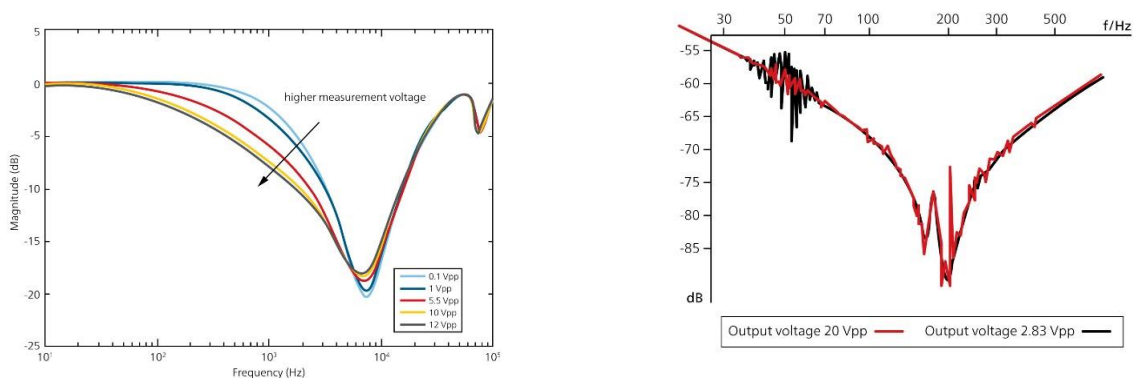 5
0
-5
-10
-15
-20
-25
Magnitude (dB)
higher measurement voltage
0.1 Vpp
1 Vpp
5.5 Vpp
10 Vpp
12 Vpp
10¹ 10² 10³ 10⁴ 10⁵
Frequency (Hz)
30 50 70 100 200 300 500 f/Hz
-55
-60
-65
-70
-75
-80
-85
dB
Output voltage 20 Vpp Output voltage 2.83 Vpp